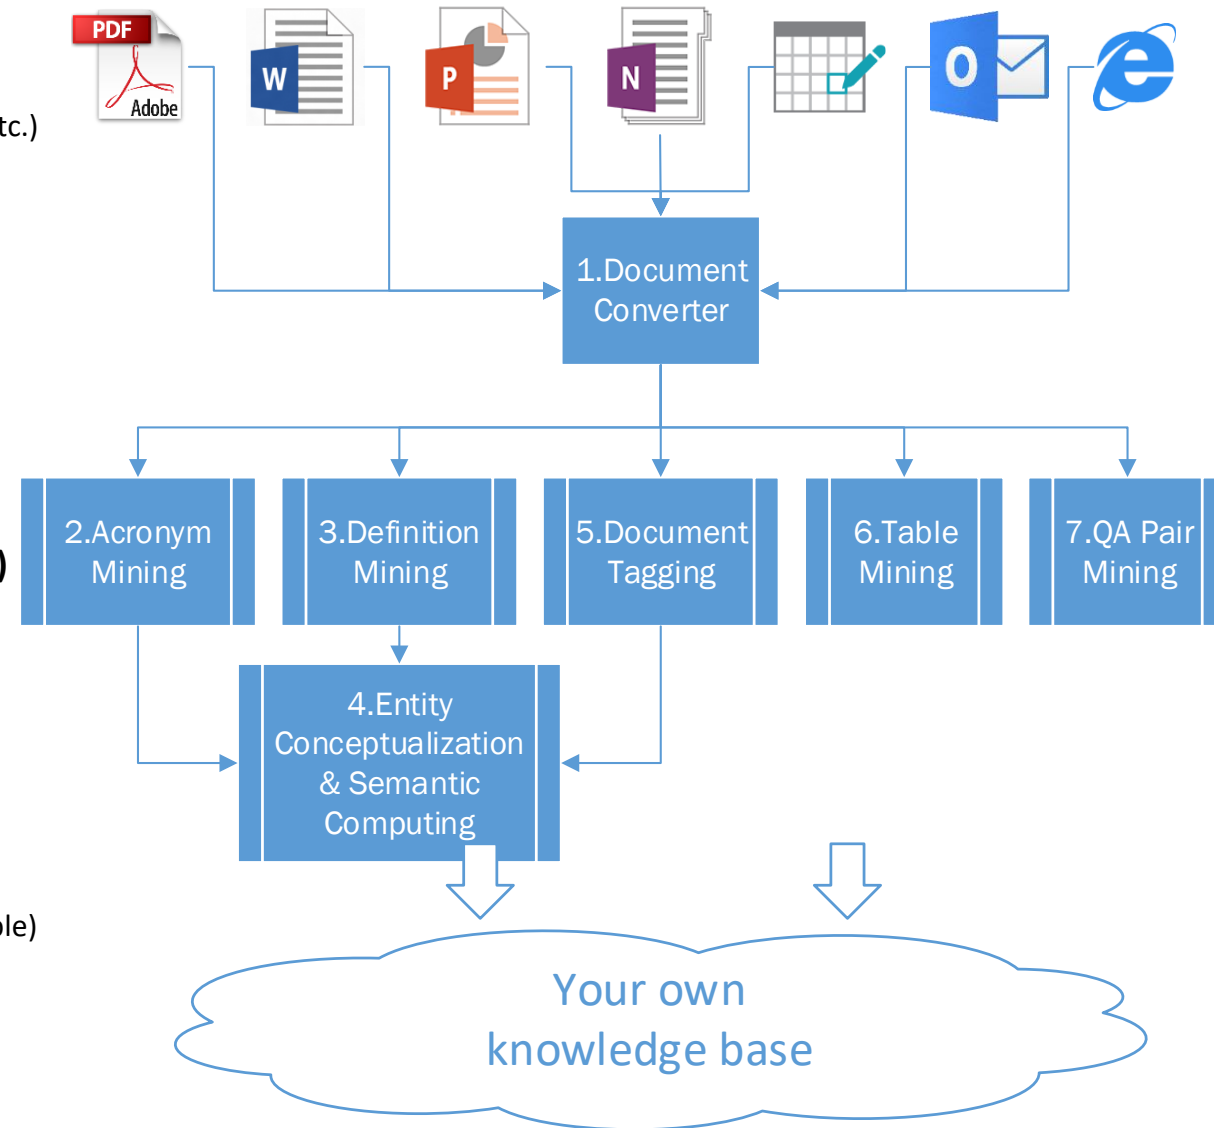 PDF
Adobe
W
P
N
O
tc.)
1.Document
Converter
2.Acronym
Mining
3.Definition
Mining
5.Document
Tagging
6.Table
Mining
7.QA Pair
Mining
)
4.Entity
Conceptualization
& Semantic
Computing
ole)
Your own
knowledge base